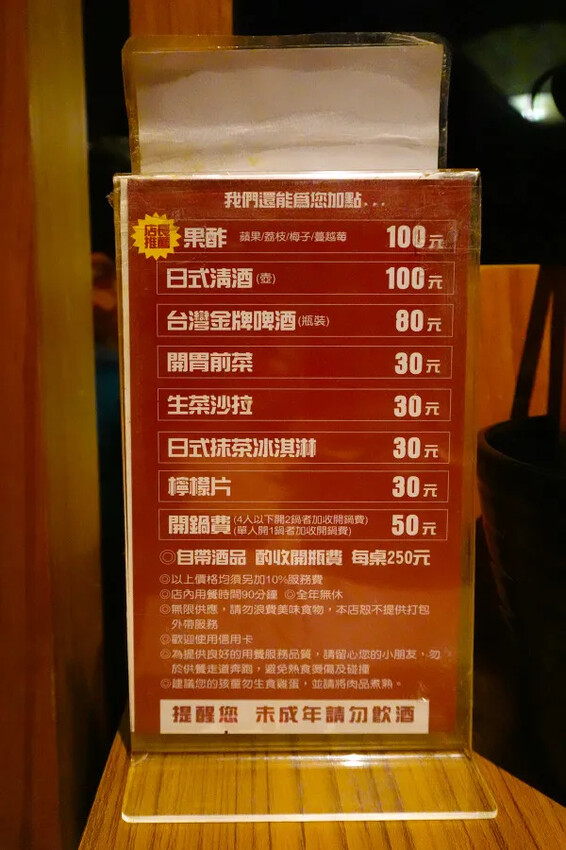 我們還能為您加點...
店長
推薦
果酢 蘋果/荔枝/梅子/蔓越莓 100元
日式清酒(壺) 100元
台灣金牌啤酒(瓶裝) 80元
開胃前菜 30元
生菜沙拉 30元
日式抹茶冰淇淋 30元
檸檬片 30元
開鍋費 (4人以下開2鍋者加收開鍋費) 50元
(單人開1鍋者加收開鍋費)
◎自帶酒品 酌收開瓶費 每桌250元
◎以上價格均須另加10%服務費
◎店內用餐時間90分鐘 ◎全年無休
◎無限供應，請勿浪費美味食物，本店恕不提供打包
外帶服務
◎歡迎使用信用卡
◎為提供良好的用餐服務品質，請留心您的小朋友，勿
於供餐走道奔跑，避免熱食燙傷及碰撞
◎建議您的孩童勿生食雞蛋，並請將肉品煮熟。
提醒您 未成年請勿飲酒